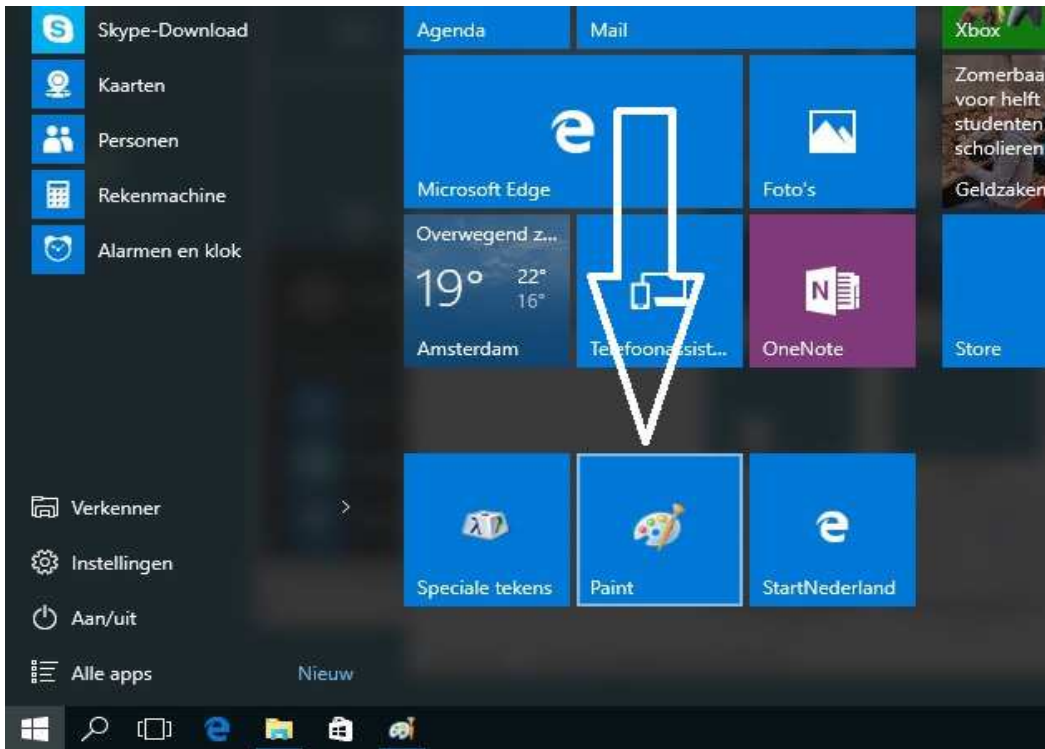 Skype-Download
Kaarten
Personen
Rekenmachine
Alarmen en klok
Verkenner
Instellingen
Aan/uit
Alle apps
Nieuw
Agenda
Mail
Xbox
Microsoft Edge
Foto's
Zomerbaa
voor helft
studenten
scholieren
Geldzaken
Overwegend z...
19° 22°
16°
Amsterdam
Telefoonassist...
OneNote
Store
Speciale tekens
Paint
StartNederland